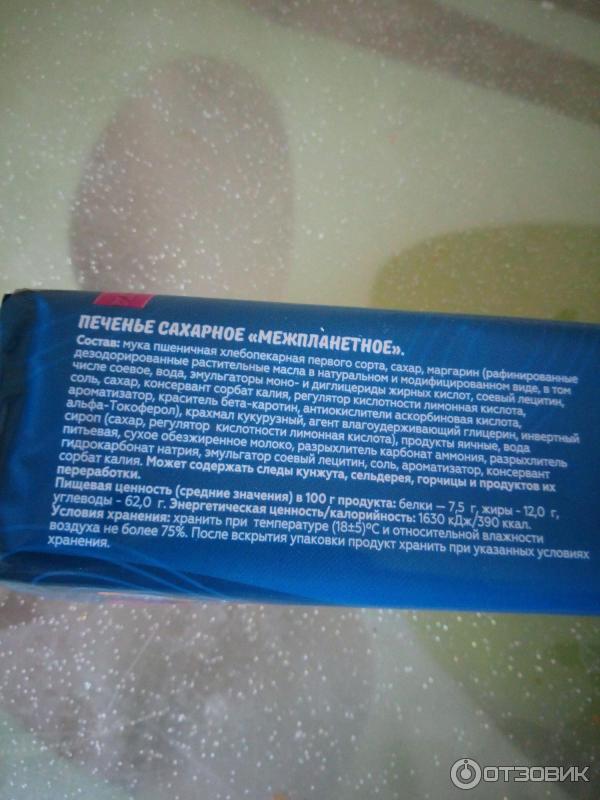 ПЕЧЕНЬЕ САХАРНОЕ «МЕЖПЛАНЕТНОЕ».
Состав: мука пшеничная хлебопекарная первого сорта, сахар, маргарин (рафинированные
дезодорированные растительные масла в натуральном и модифицированном виде, в том
числе соевое, вода, эмульгаторы моно- и диглицериды жирных кислот, соевый лецитин,
соль, сахар, консервант сорбат калия, регулятор кислотности лимонная кислота,
ароматизатор, краситель бета-каротин, антиокислители аскорбиновая кислота,
альфа-Токоферол), крахмал кукурузный, агент влагоудерживающий глицерин, инвертный
сироп (сахар, регулятор кислотности лимонная кислота), продукты яичные, вода
питьевая, сухое обезжиренное молоко, разрыхлитель карбонат аммония, разрыхлитель
гидрокарбонат натрия, эмульгатор соевый лецитин, соль, ароматизатор, консервант
сорбат калия. Может содержать следы кунжута, сельдерея, горчицы и продуктов их
переработки.
Пищевая ценность (средние значения) в 100 г продукта: белки – 7,5 г, жиры - 12,0 г,
углеводы - 62,0 г. Энергетическая ценность/калорийность: 1630 кДж/390 ккал.
Условия хранения: хранить при температуре (18±5)°С и относительной влажности
воздуха не более 75%. После вскрытия упаковки продукт хранить при указанных условиях
хранения.
ОТЗОВИК